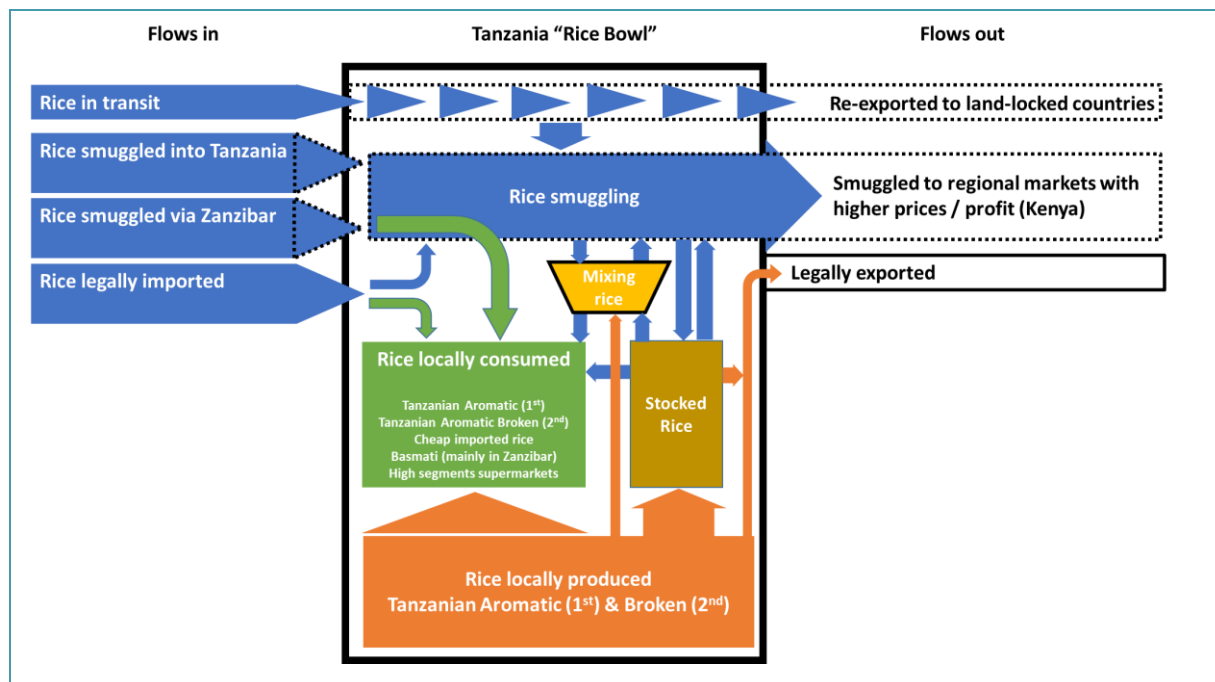 Flows in
Tanzania “Rice Bowl”
Flows out
Rice in transit
Re-exported to land-locked countries
Rice smuggled into Tanzania
Rice smuggled via Zanzibar
Rice smuggling
Smuggled to regional markets with
higher prices / profit (Kenya)
Rice legally imported
Mixing
rice
Legally exported
Rice locally consumed
Tanzanian Aromatic (1st)
Tanzanian Aromatic Broken (2nd)
Cheap imported rice
Basmati (mainly in Zanzibar)
High segments supermarkets
Stocked
Rice
Rice locally produced
Tanzanian Aromatic (1st) & Broken (2nd)